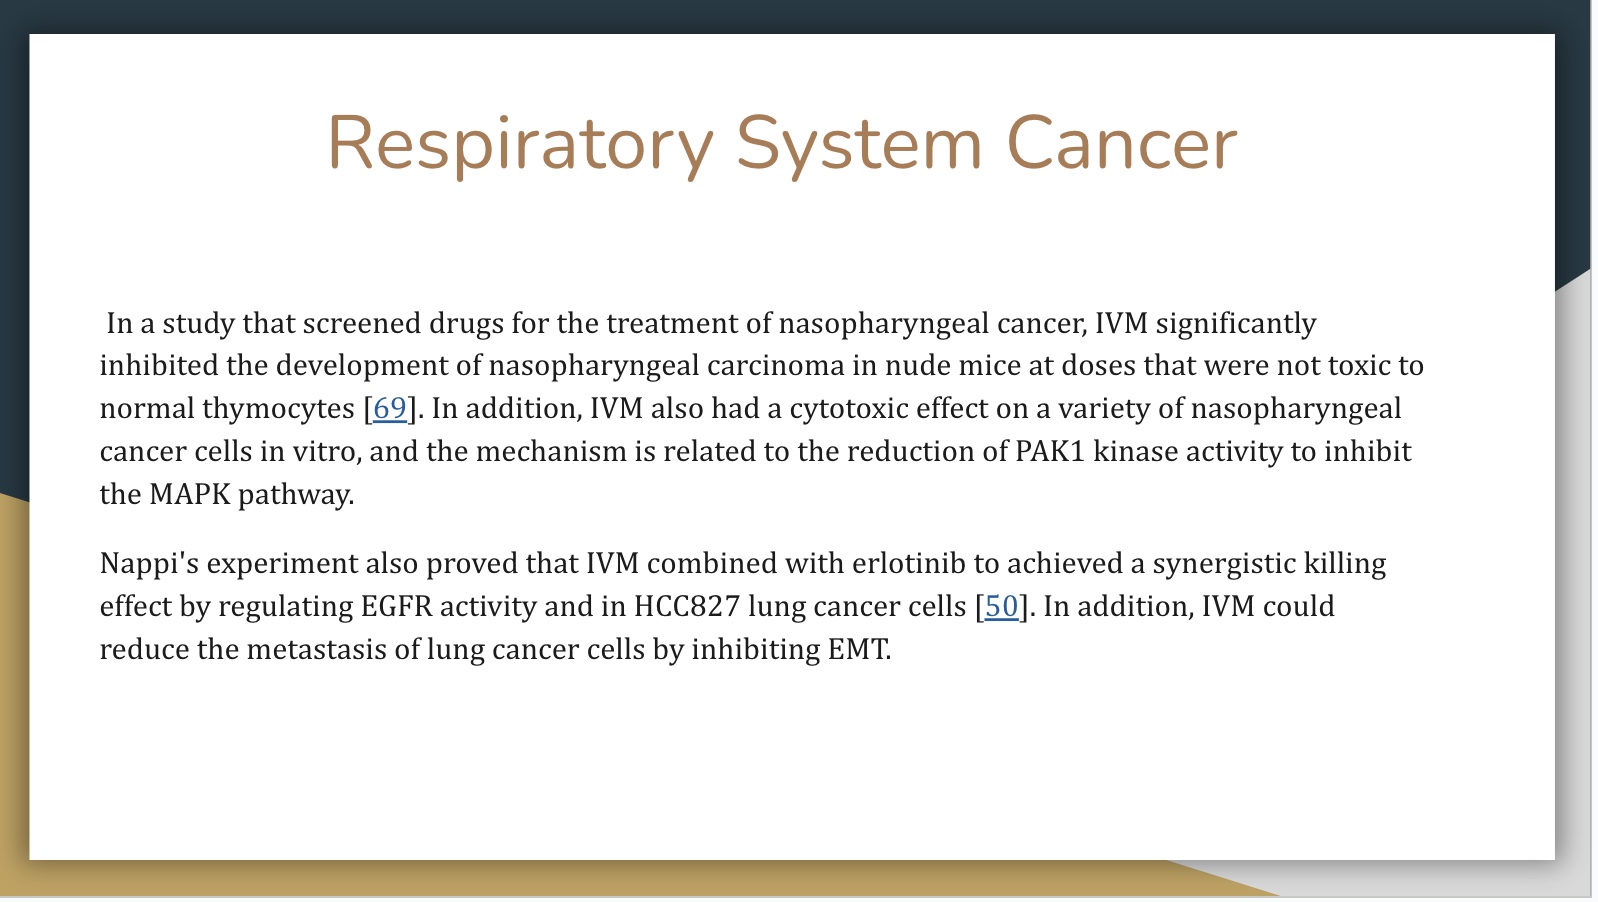 Respiratory System Cancer
In a study that screened drugs for the treatment of nasopharyngeal cancer, IVM significantly
inhibited the development of nasopharyngeal carcinoma in nude mice at doses that were not toxic to
normal thymocytes [69]. In addition, IVM also had a cytotoxic effect on a variety of nasopharyngeal
cancer cells in vitro, and the mechanism is related to the reduction of PAK1 kinase activity to inhibit
the MAPK pathway.
Nappi's experiment also proved that IVM combined with erlotinib to achieved a synergistic killing
effect by regulating EGFR activity and in HCC827 lung cancer cells [50]. In addition, IVM could
reduce the metastasis of lung cancer cells by inhibiting EMT.